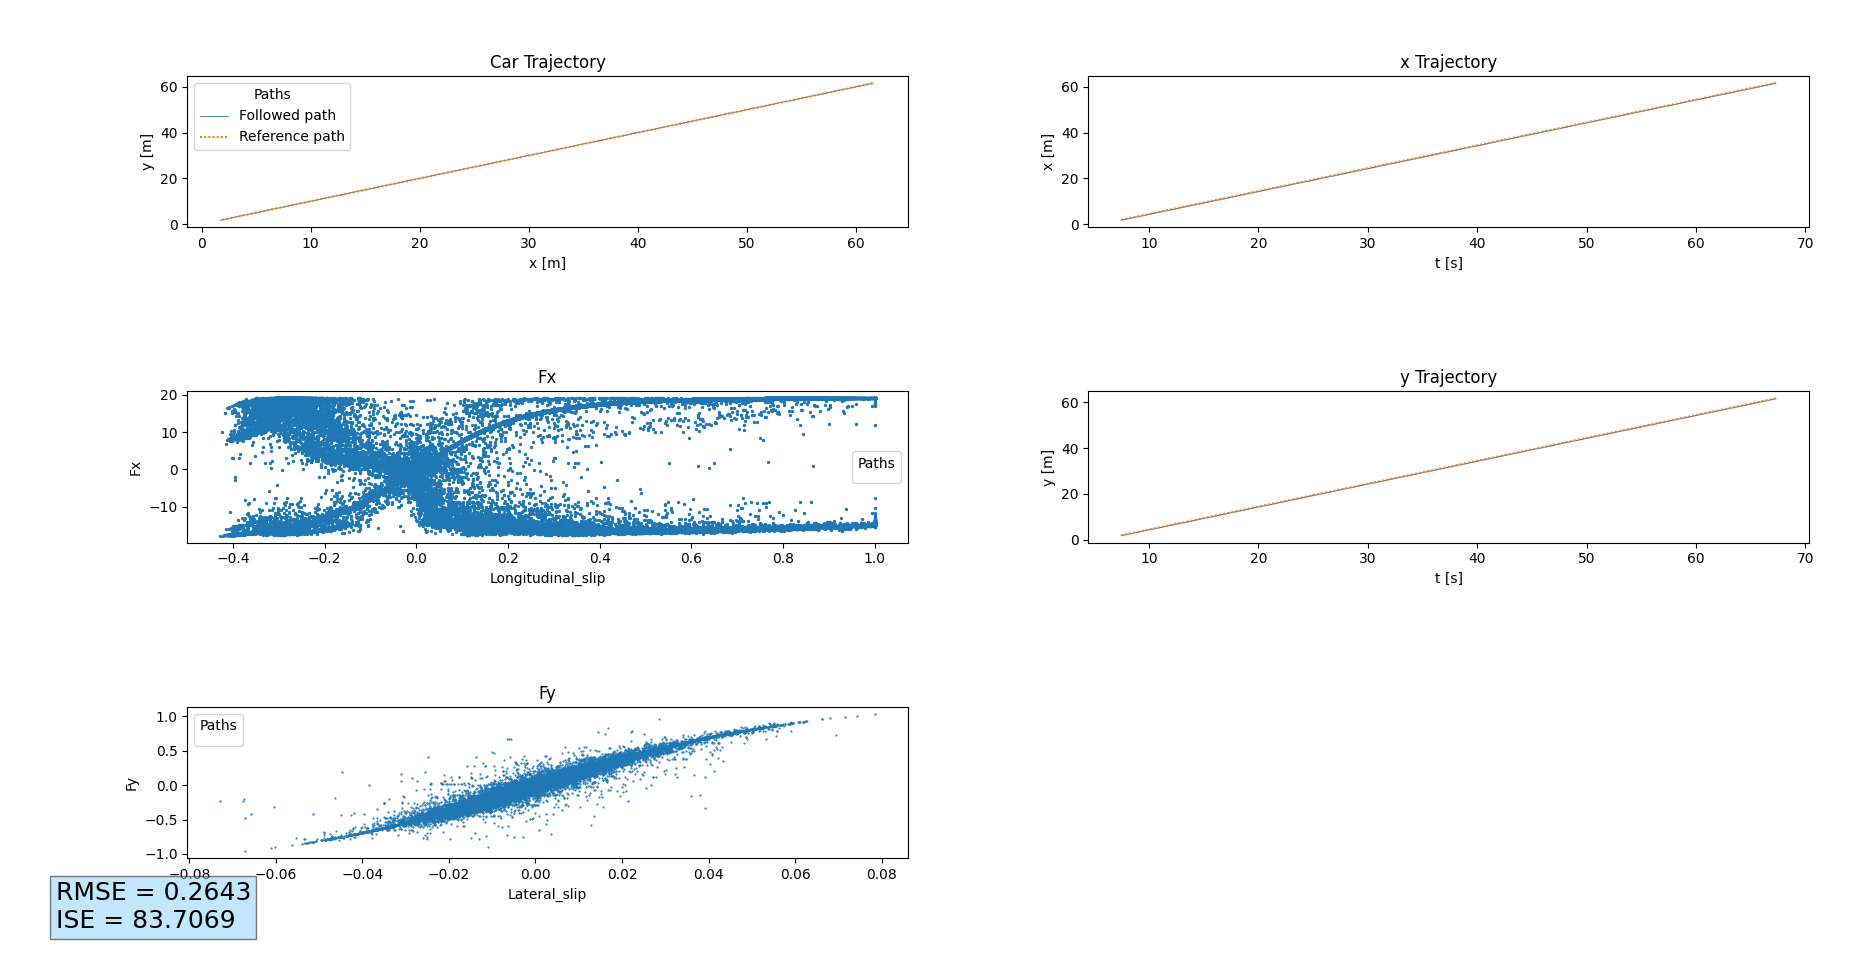 Car Trajectory
Paths
Followed path
Reference path
y [m]
60
40
20
0
0 10 20 30 40 50 60
x [m]
x Trajectory
x [m]
60
40
20
0
10 20 30 40 50 60 70
t [s]
Fx
Fx
20
10
0
−10
Paths
−0.4 −0.2 0.0 0.2 0.4 0.6 0.8 1.0
Longitudinal_slip
y Trajectory
y [m]
60
40
20
0
10 20 30 40 50 60 70
t [s]
Fy
Fy
Paths
1.0
0.5
0.0
−0.5
−1.0
−0.08 −0.06 −0.04 −0.02 0.00 0.02 0.04 0.06 0.08
Lateral_slip
RMSE = 0.2643
ISE = 83.7069